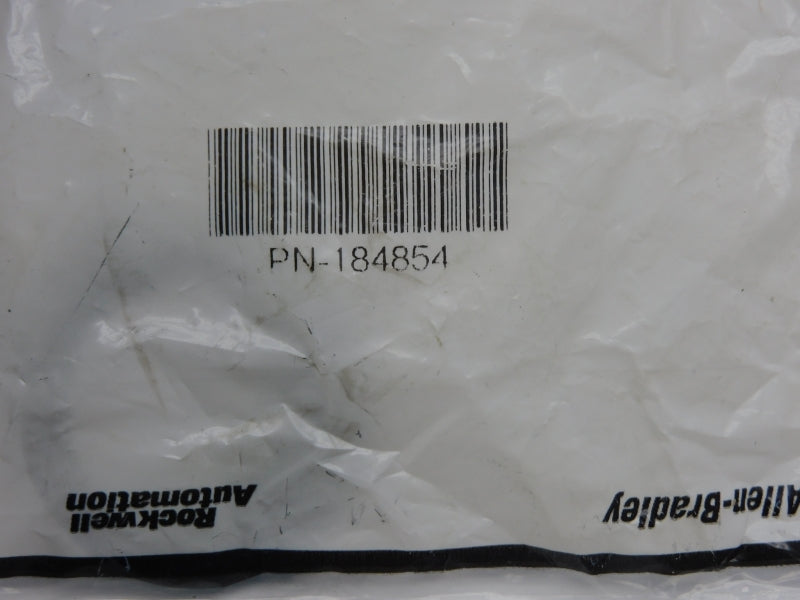 PN-184854
Rockwell
Automation
Allen-Bradley